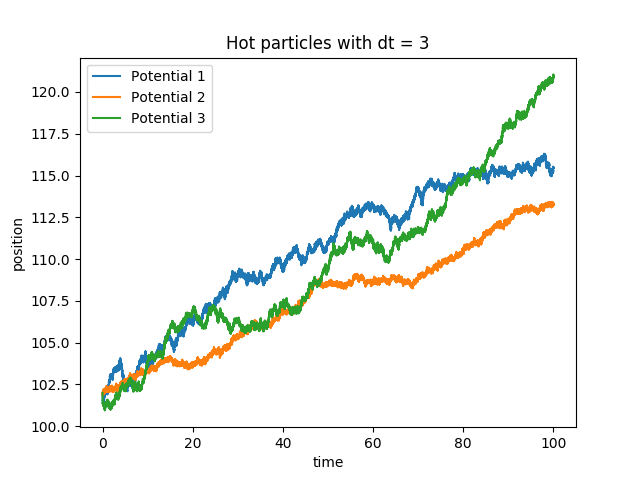 Hot particles with dt = 3
Potential 1
Potential 2
Potential 3
120.0
117.5
115.0
112.5
110.0
107.5
105.0
102.5
100.0
position
0 20 40 60 80 100
time